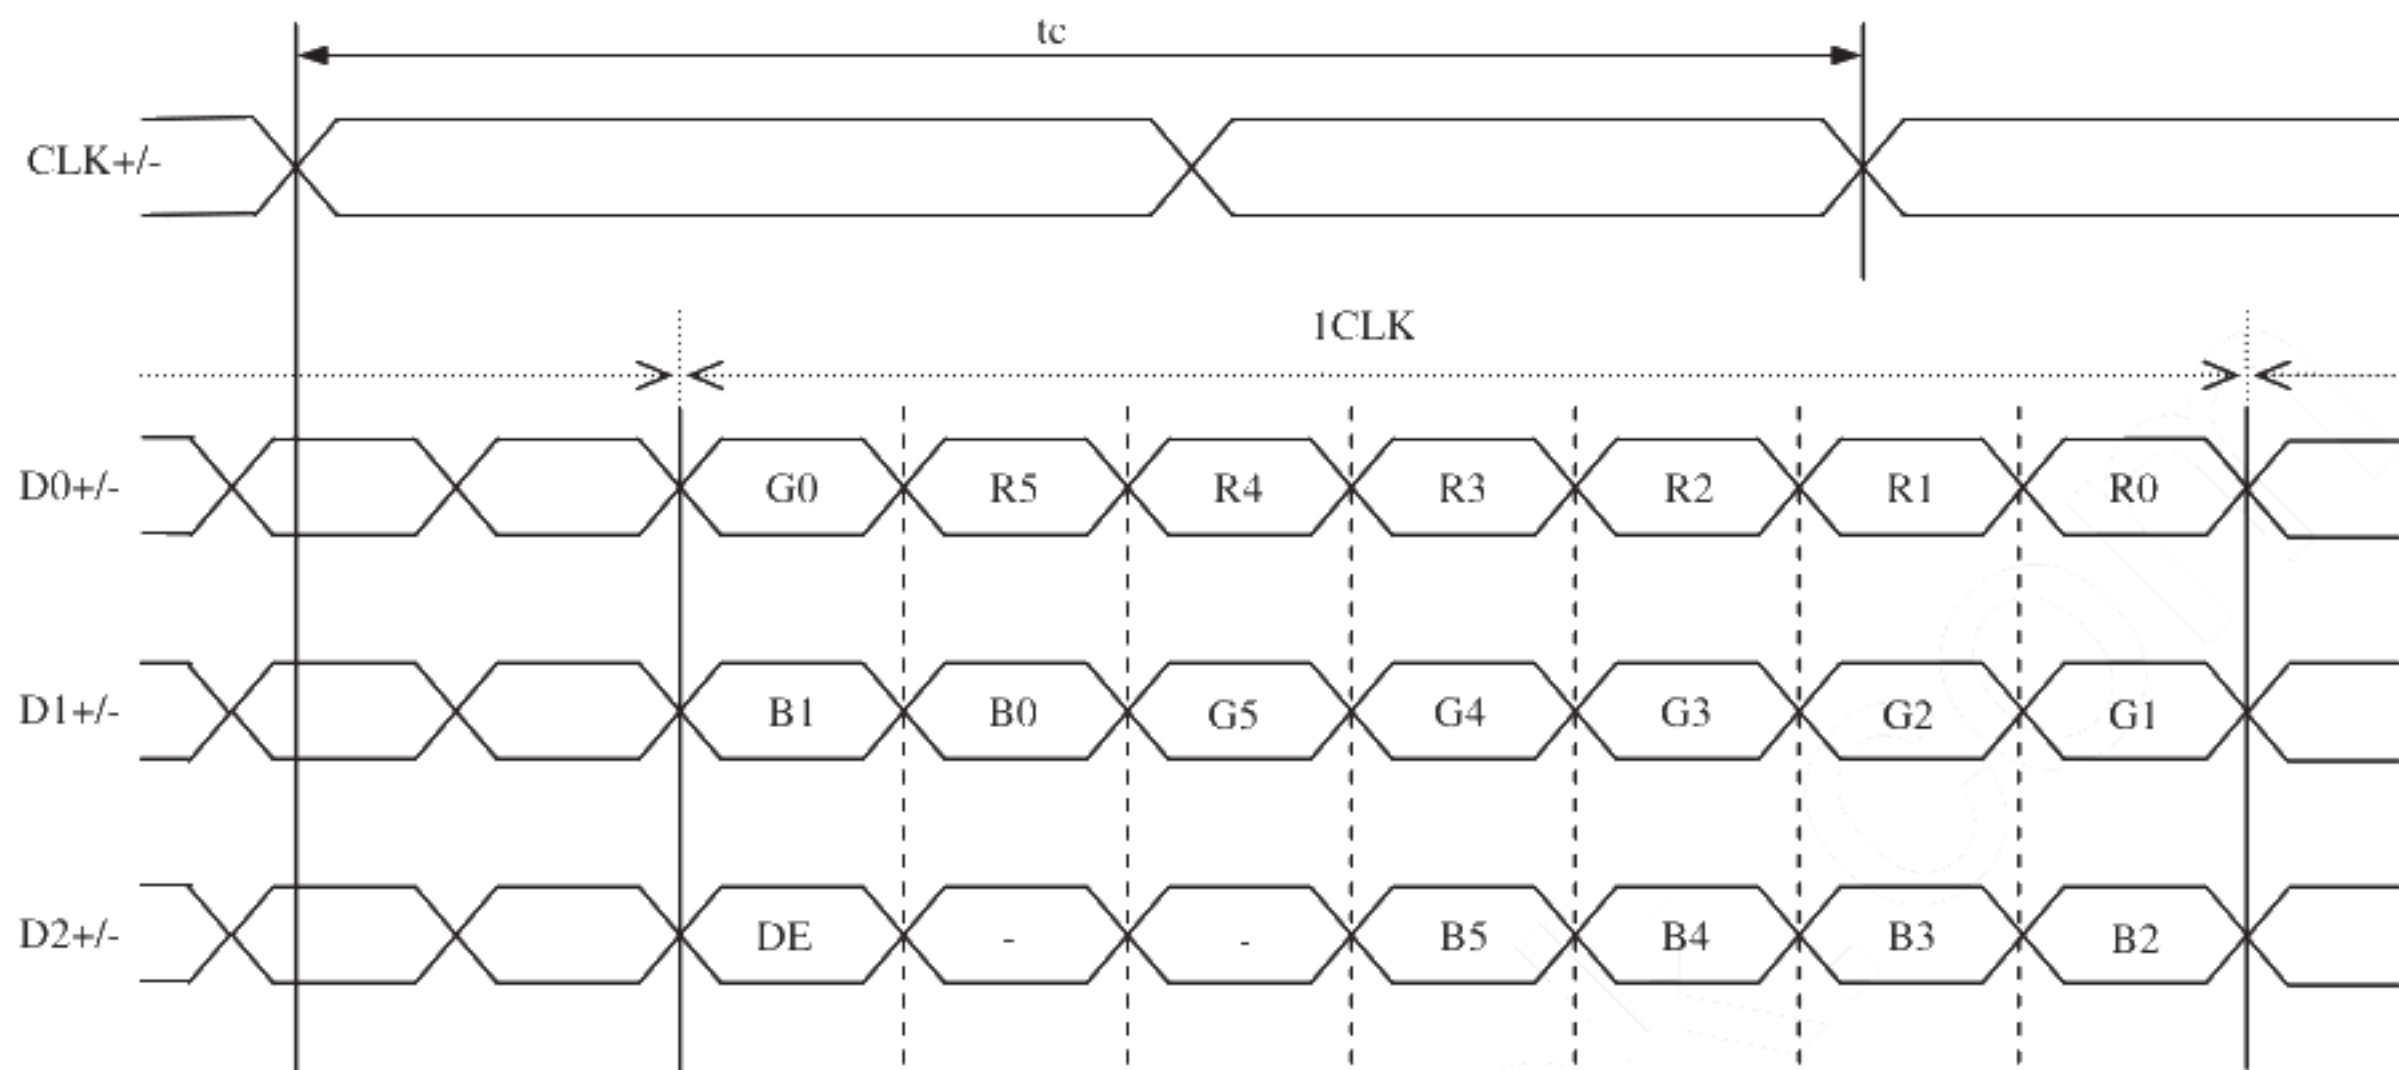 tc
CLK+/-
1CLK
D0+/- G0 R5 R4 R3 R2 R1 R0
D1+/- B1 B0 G5 G4 G3 G2 G1
D2+/- DE - - B5 B4 B3 B2